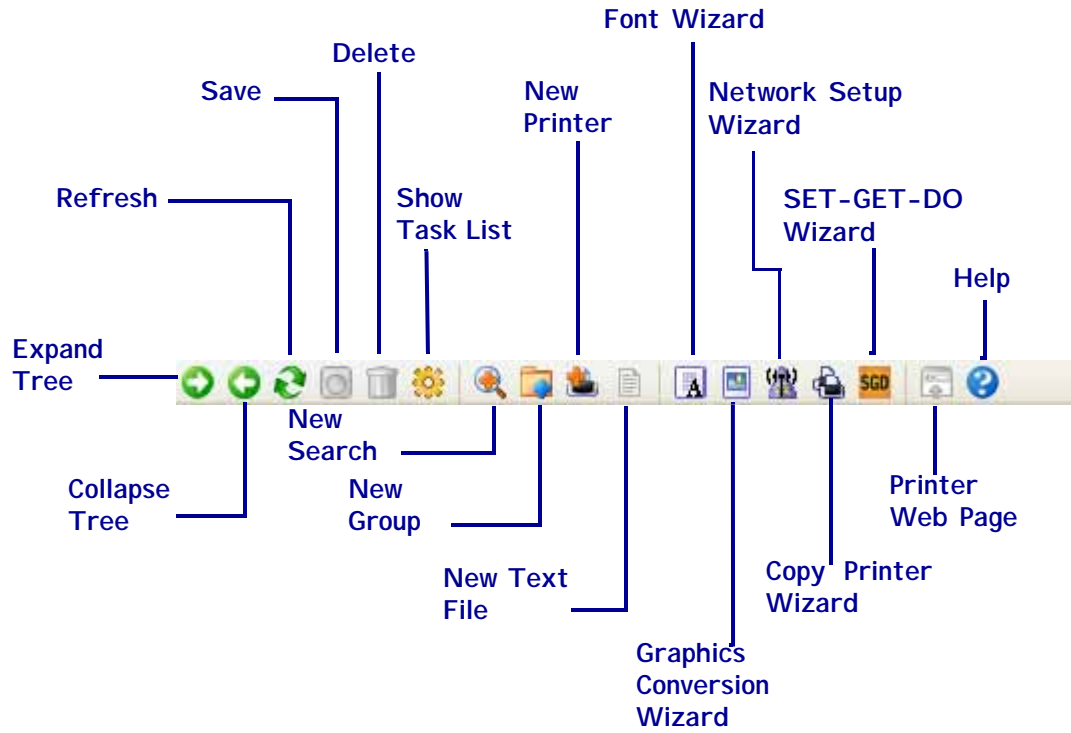 Font Wizard
Delete
Save
New
Printer
Network Setup
Wizard
Refresh
Show
Task List
SET-GET-DO
Wizard
Help
Expand
Tree
A
SGD
?
New
Search
Collapse
Tree
New
Group
Printer
Web Page
New Text
File
Copy Printer
Wizard
Graphics
Conversion
Wizard